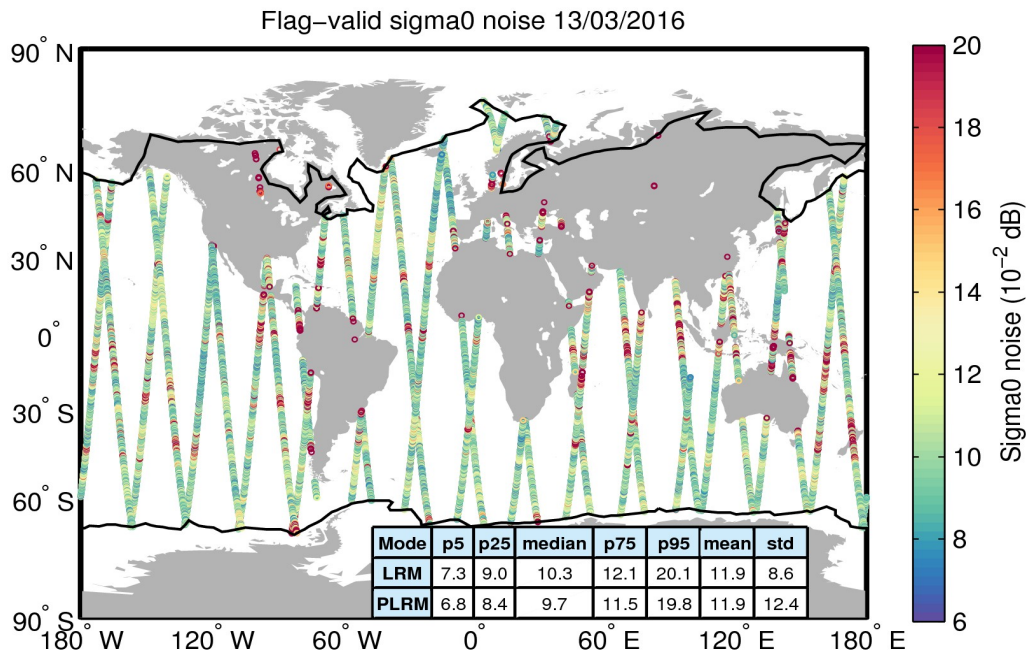 Flag−valid sigma0 noise 13/03/2016
90° N
60° N
30° N
0°
30° S
60° S
90° S
180° W
120° W
60° W
0°
60° E
120° E
180° E
20
18
16
14
12
10
8
6
Sigma0 noise (10⁻² dB)
Mode p5 p25 median p75 p95 mean std
LRM 7.3 9.0 10.3 12.1 20.1 11.9 8.6
PLRM 6.8 8.4 9.7 11.5 19.8 11.9 12.4